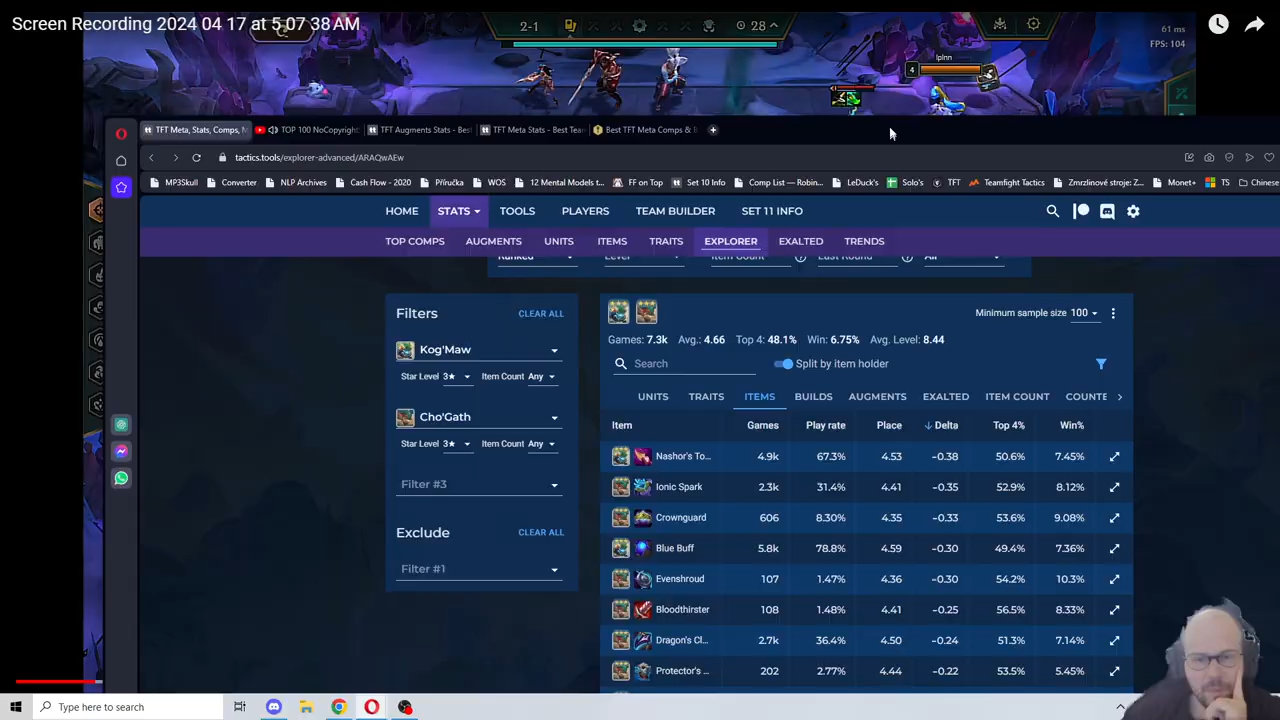 Screen Recording 2024 04 17 at 5.07.38 AM
2-1
28
61 ms
FPS: 104
4
TFT Meta, Stats, Comps, M
TOP 100 NoCopyright
TFT Augments Stats - Best
TFT Meta Stats - Best Tea
Best TFT Meta Comps & B
tactics.tools/explorer-advanced/ARAQwAEw
MP3Skull
Converter
NLP Archives
Cash Flow - 2020
Příručka
WOS
12 Mental Models t...
FF on Top
Set 10 Info
Comp List — Robin...
LeDuck's
Solo's
TFT
Teamfight Tactics
Zmrzlinové stroje: Z...
Monet+
TS
Chinese
HOME
STATS
TOOLS
PLAYERS
TEAM BUILDER
SET 11 INFO
TOP COMPS
AUGMENTS
UNITS
ITEMS
TRAITS
EXPLORER
EXALTED
TRENDS
Ranked
Level
Item Count
Last Round
All
Filters
CLEAR ALL
Kog'Maw
Star Level 3★ Item Count Any
Cho'Gath
Star Level 3★ Item Count Any
Filter #3
Exclude
CLEAR ALL
Filter #1
Minimum sample size 100
Games: 7.3k Avg.: 4.66 Top 4: 48.1% Win: 6.75% Avg. Level: 8.44
Search
Split by item holder
UNITS TRAITS ITEMS BUILDS AUGMENTS EXALTED ITEM COUNT COUNTE
Item Games Play rate Place Delta Top 4% Win%
Nashor's To... 4.9k 67.3% 4.53 −0.38 50.6% 7.45%
Ionic Spark 2.3k 31.4% 4.41 −0.35 52.9% 8.12%
Crownguard 606 8.30% 4.35 −0.33 53.6% 9.08%
Blue Buff 5.8k 78.8% 4.59 −0.30 49.4% 7.36%
Evenshroud 107 1.47% 4.36 −0.30 54.2% 10.3%
Bloodthirster 108 1.48% 4.41 −0.25 56.5% 8.33%
Dragon's Cl... 2.7k 36.4% 4.50 −0.24 51.3% 7.14%
Protector's ... 202 2.77% 4.44 −0.22 53.5% 5.45%
Type here to search